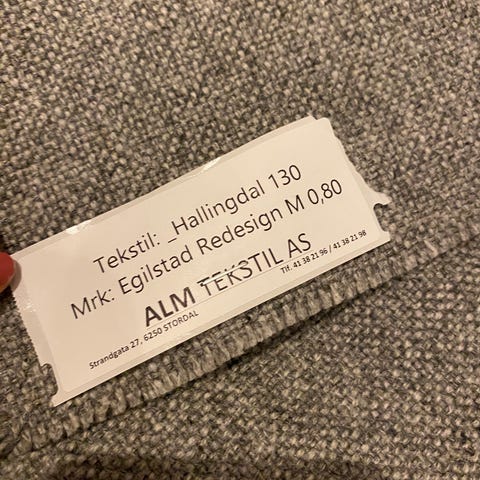 Tekstil: _Hallingdal 130
Mrk: Egilstad Redesign M 0,80
ALM TEKSTIL AS
Strandgata 27, 6250 STORDAL Tlf. 41 38 21 96 / 41 38 21 98